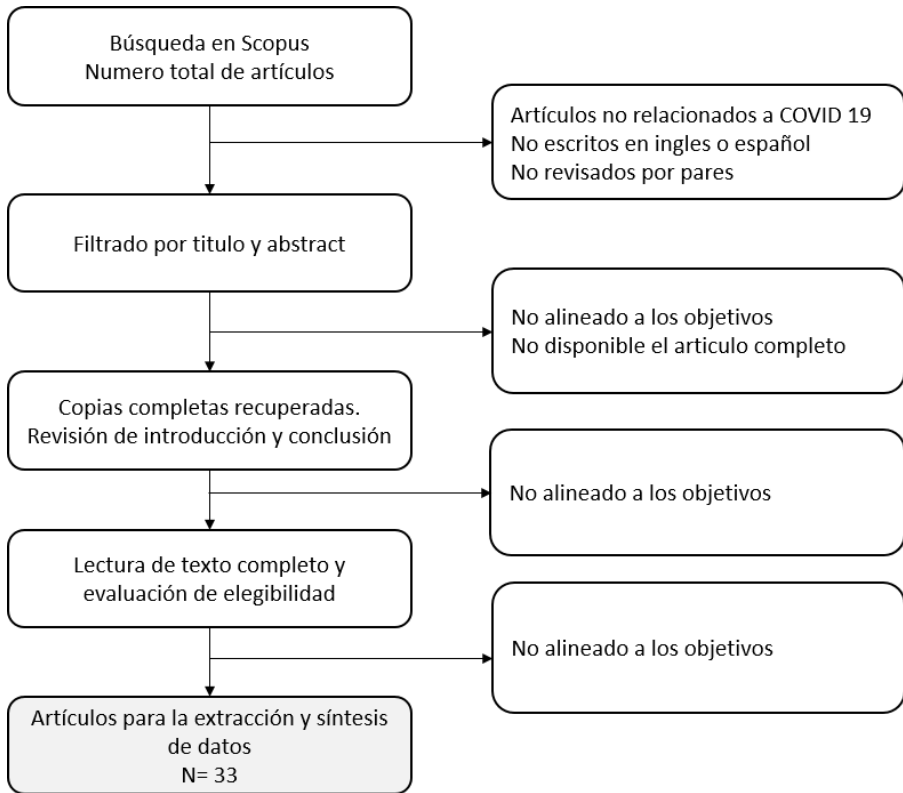 Búsqueda en Scopus
Numero total de artículos
Artículos no relacionados a COVID 19
No escritos en ingles o español
No revisados por pares
Filtrado por titulo y abstract
No alineado a los objetivos
No disponible el articulo completo
Copias completas recuperadas.
Revisión de introducción y conclusión
No alineado a los objetivos
Lectura de texto completo y
evaluación de elegibilidad
No alineado a los objetivos
Artículos para la extracción y síntesis
de datos
N= 33